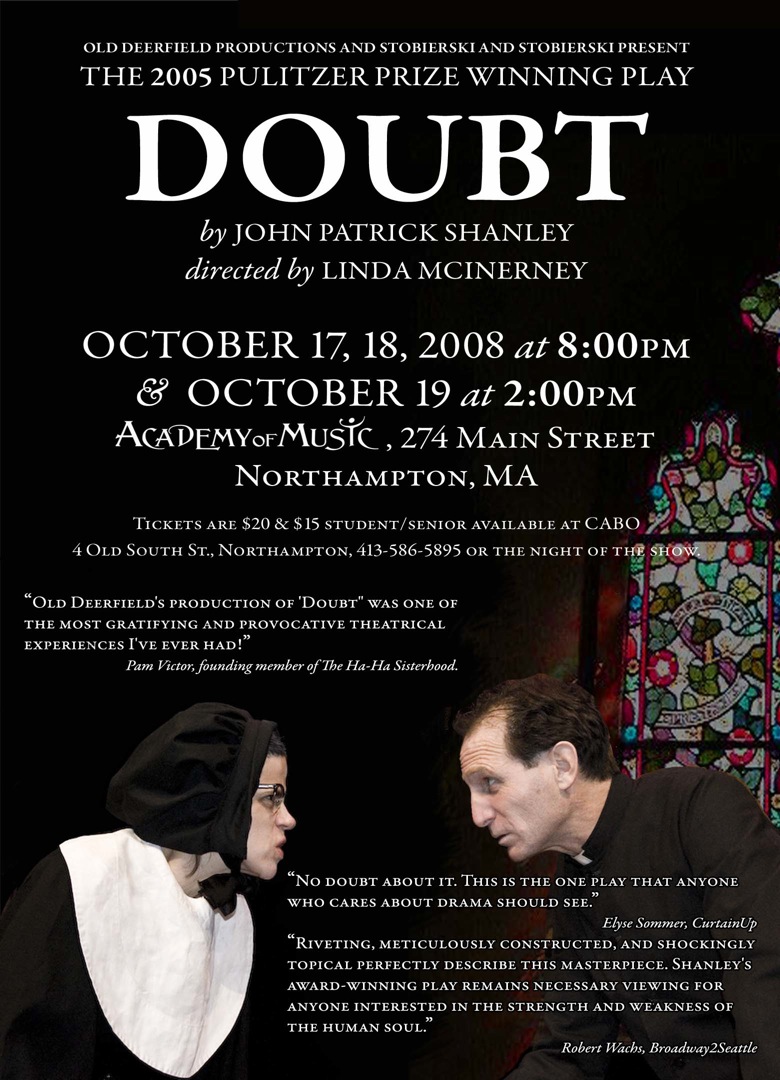 OLD DEERFIELD PRODUCTIONS AND STOBIERSKI AND STOBIERSKI PRESENT
THE 2005 PULITZER PRIZE WINNING PLAY
DOUBT
by JOHN PATRICK SHANLEY
directed by LINDA MCINERNEY
OCTOBER 17, 18, 2008 at 8:00PM
& OCTOBER 19 at 2:00PM
ACADEMY OF MUSIC , 274 MAIN STREET
NORTHAMPTON, MA
TICKETS ARE $20 & $15 STUDENT/SENIOR AVAILABLE AT CABO
4 OLD SOUTH ST., NORTHAMPTON, 413-586-5895 OR THE NIGHT OF THE SHOW.
“OLD DEERFIELD'S PRODUCTION OF 'DOUBT" WAS ONE OF
THE MOST GRATIFYING AND PROVOCATIVE THEATRICAL
EXPERIENCES I'VE EVER HAD!”
Pam Victor, founding member of The Ha-Ha Sisterhood.
“NO DOUBT ABOUT IT. THIS IS THE ONE PLAY THAT ANYONE
WHO CARES ABOUT DRAMA SHOULD SEE.”
Elyse Sommer, CurtainUp
“RIVETING, METICULOUSLY CONSTRUCTED, AND SHOCKINGLY
TOPICAL PERFECTLY DESCRIBE THIS MASTERPIECE. SHANLEY'S
AWARD-WINNING PLAY REMAINS NECESSARY VIEWING FOR
ANYONE INTERESTED IN THE STRENGTH AND WEAKNESS OF
THE HUMAN SOUL.”
Robert Wachs, Broadway2Seattle